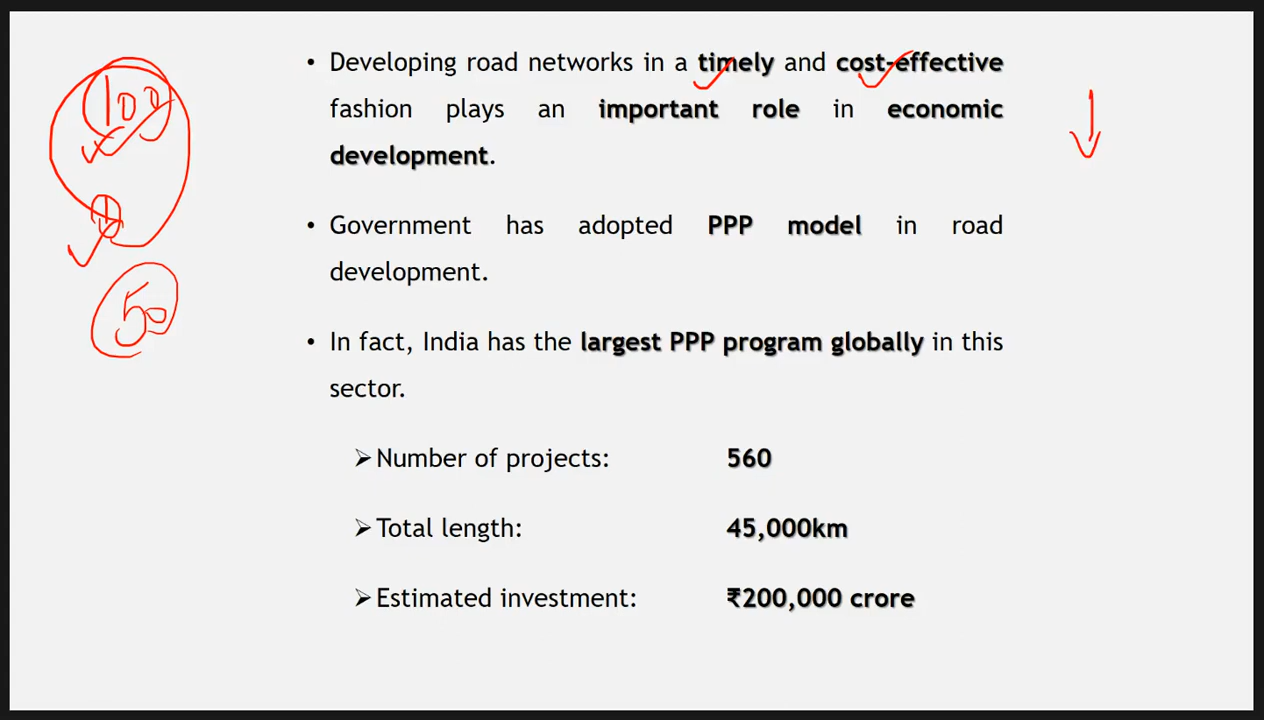 • Developing road networks in a timely and cost-effective
fashion plays an important role in economic
development.
• Government has adopted PPP model in road
development.
• In fact, India has the largest PPP program globally in this
sector.
➢ Number of projects: 560
➢ Total length: 45,000km
➢ Estimated investment: ₹200,000 crore
100
50